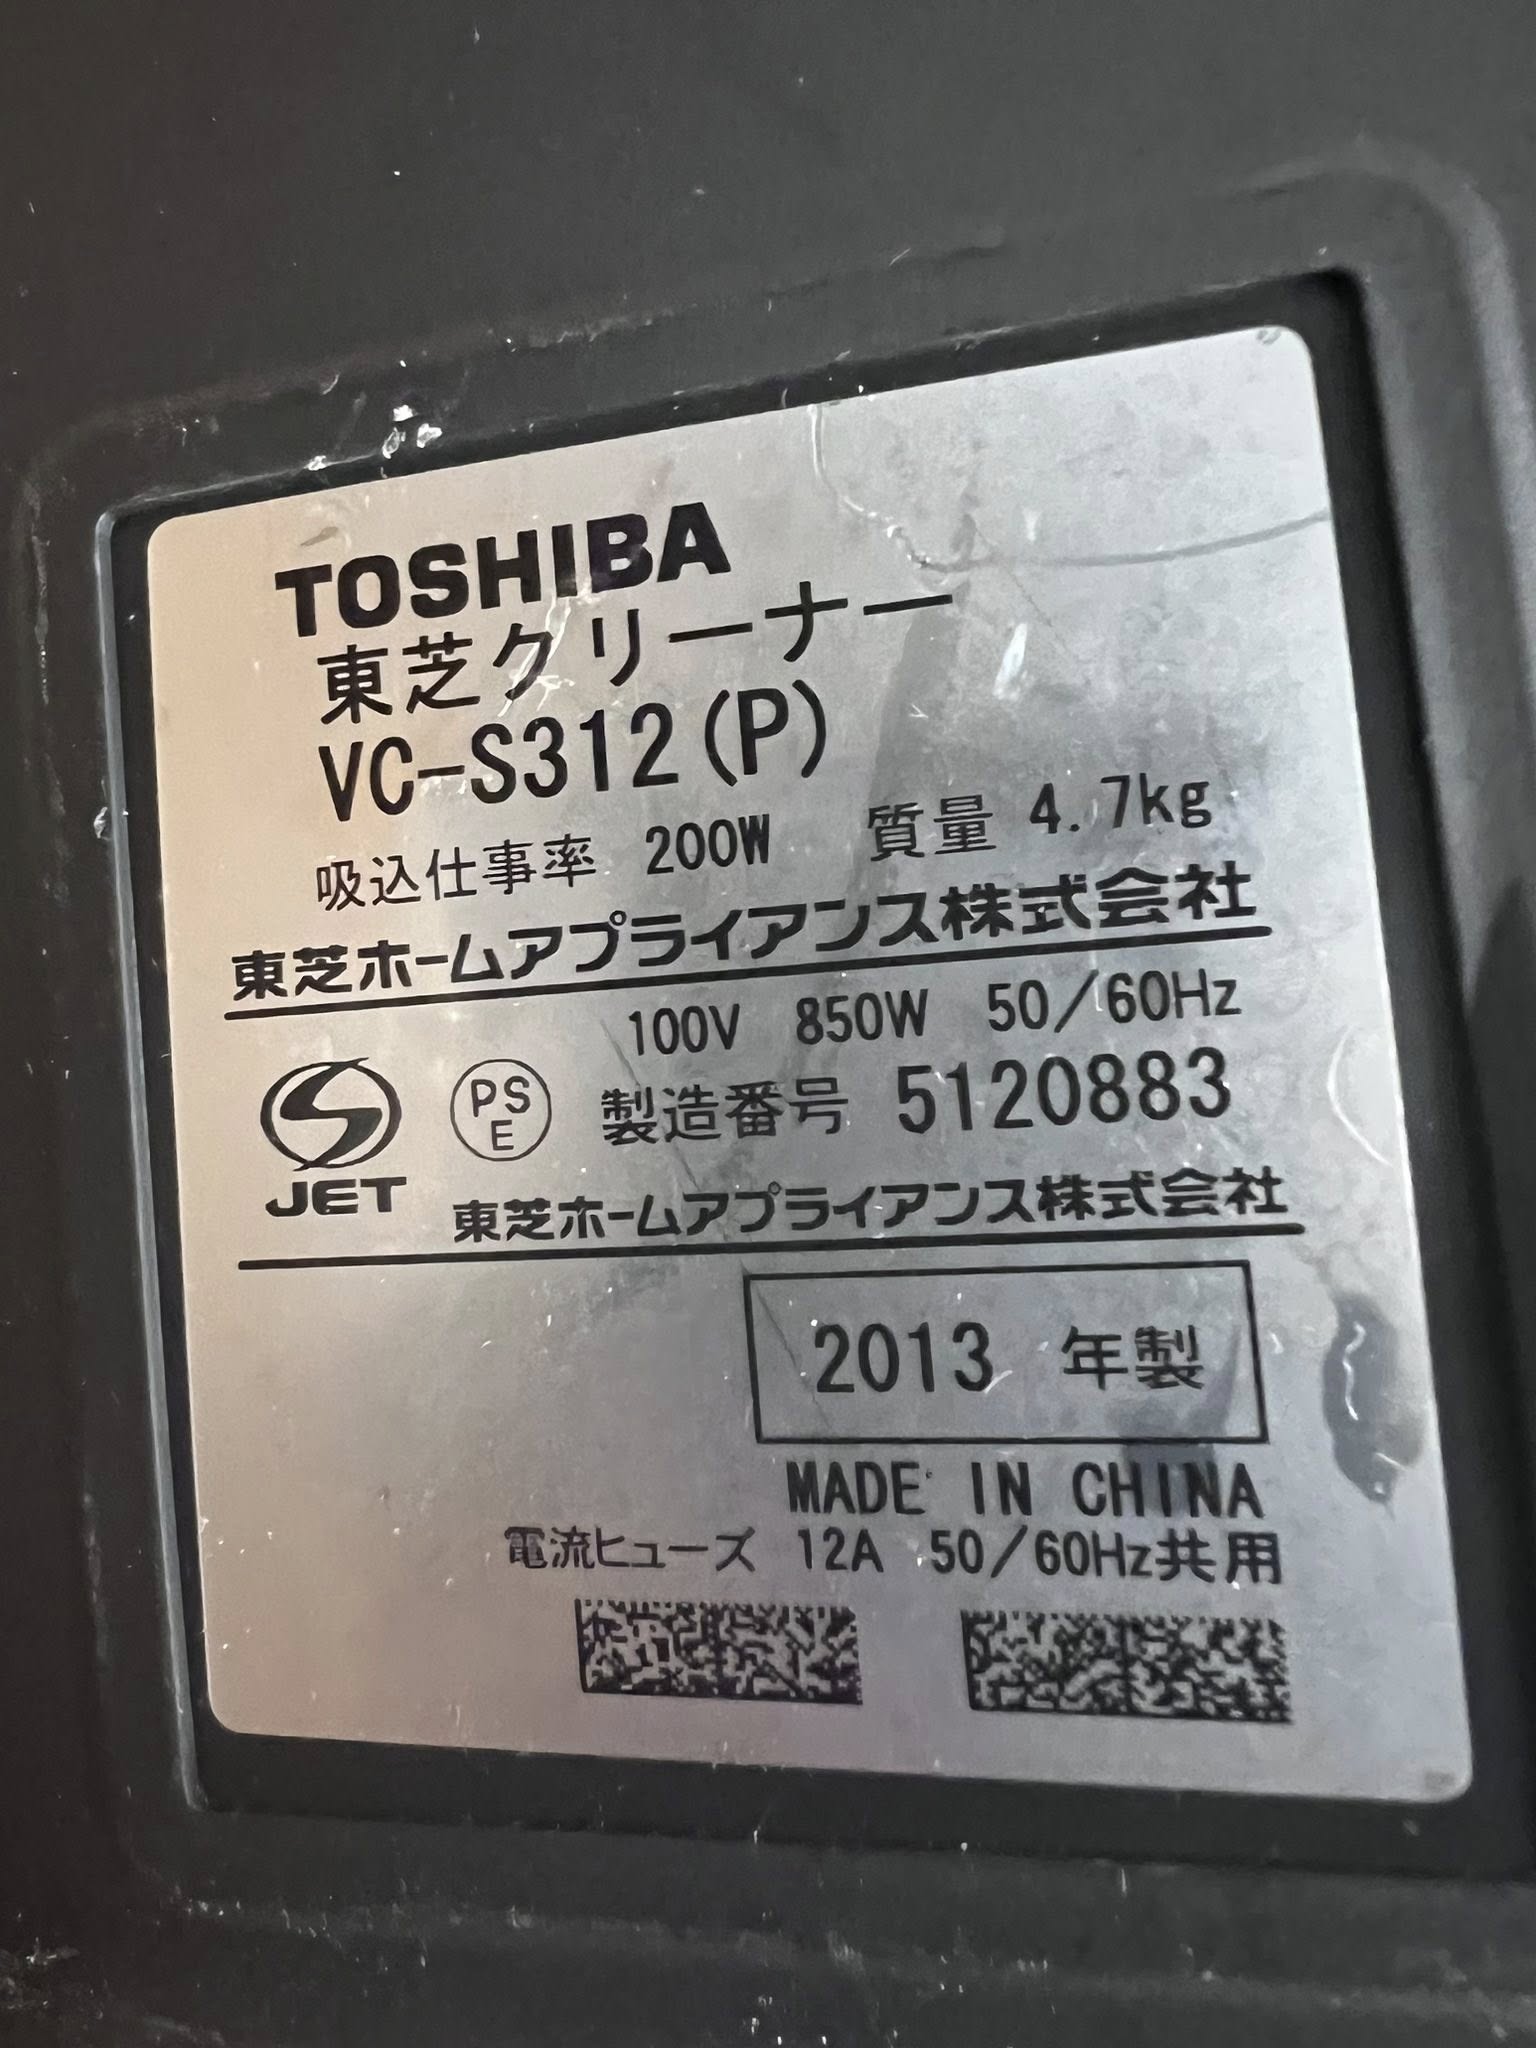 TOSHIBA
東芝クリーナー
VC-S312(P)
吸込仕事率 200W 質量 4.7kg
東芝ホームアプライアンス株式会社
100V 850W 50/60Hz
PS
E
製造番号 5120883
JET
東芝ホームアプライアンス株式会社
2013 年製
MADE IN CHINA
電流ヒューズ 12A 50/60Hz共用